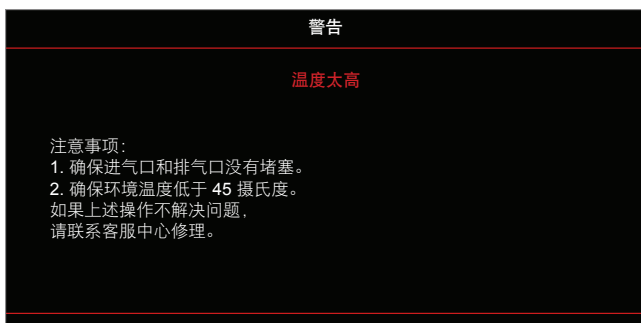 警告
温度太高
注意事项：
1. 确保进气口和排气口没有堵塞。
2. 确保环境温度低于 45 摄氏度。
如果上述操作不解决问题，
请联系客服中心修理。